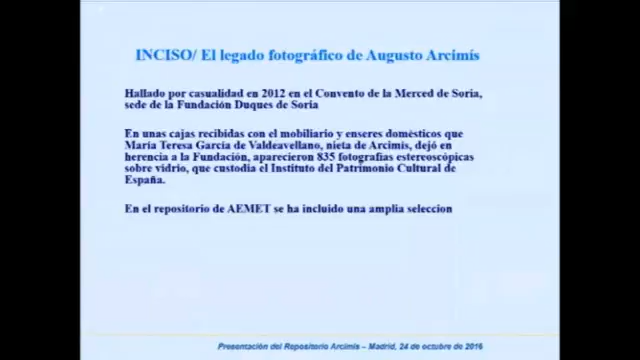 INCISO/ El legado fotográfico de Augusto Arcimís
Hallado por casualidad en 2012 en el Convento de la Merced de Soria,
sede de la Fundación Duques de Soria
En unas cajas recibidas con el mobiliario y enseres domésticos que
María Teresa García de Valdeavellano, nieta de Arcimís, dejó en
herencia a la Fundación, aparecieron 835 fotografías estereoscópicas
sobre vidrio, que custodia el Instituto del Patrimonio Cultural de
España.
En el repositorio de AEMET se ha incluido una amplia seleccion
Presentación del Repositorio Arcimis – Madrid, 24 de octubre de 2016